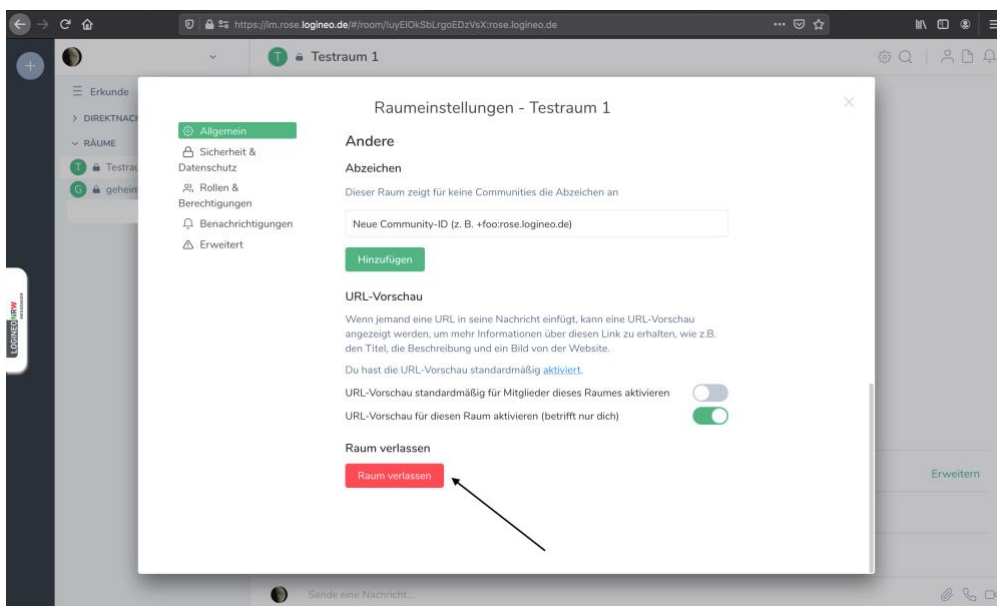 https://im.rose.logineo.de/#/room/!uyEIOkSbLrgoEDzVsX:rose.logineo.de
T Testraum 1
Erkunde
DIREKTNACH
RÄUME
T Testrau
G geheim
LOGINEO NRW
Raumeinstellungen - Testraum 1
Allgemein
Sicherheit &
Datenschutz
Rollen &
Berechtigungen
Benachrichtigungen
Erweitert
Andere
Abzeichen
Dieser Raum zeigt für keine Communities die Abzeichen an
Neue Community-ID (z. B. +foo:rose.logineo.de)
Hinzufügen
URL-Vorschau
Wenn jemand eine URL in seine Nachricht einfügt, kann eine URL-Vorschau
angezeigt werden, um mehr Informationen über diesen Link zu erhalten, wie z.B.
den Titel, die Beschreibung und ein Bild von der Website.
Du hast die URL-Vorschau standardmäßig aktiviert.
URL-Vorschau standardmäßig für Mitglieder dieses Raumes aktivieren
URL-Vorschau für diesen Raum aktivieren (betrifft nur dich)
Raum verlassen
Raum verlassen
Erweitern
Sende eine Nachricht...